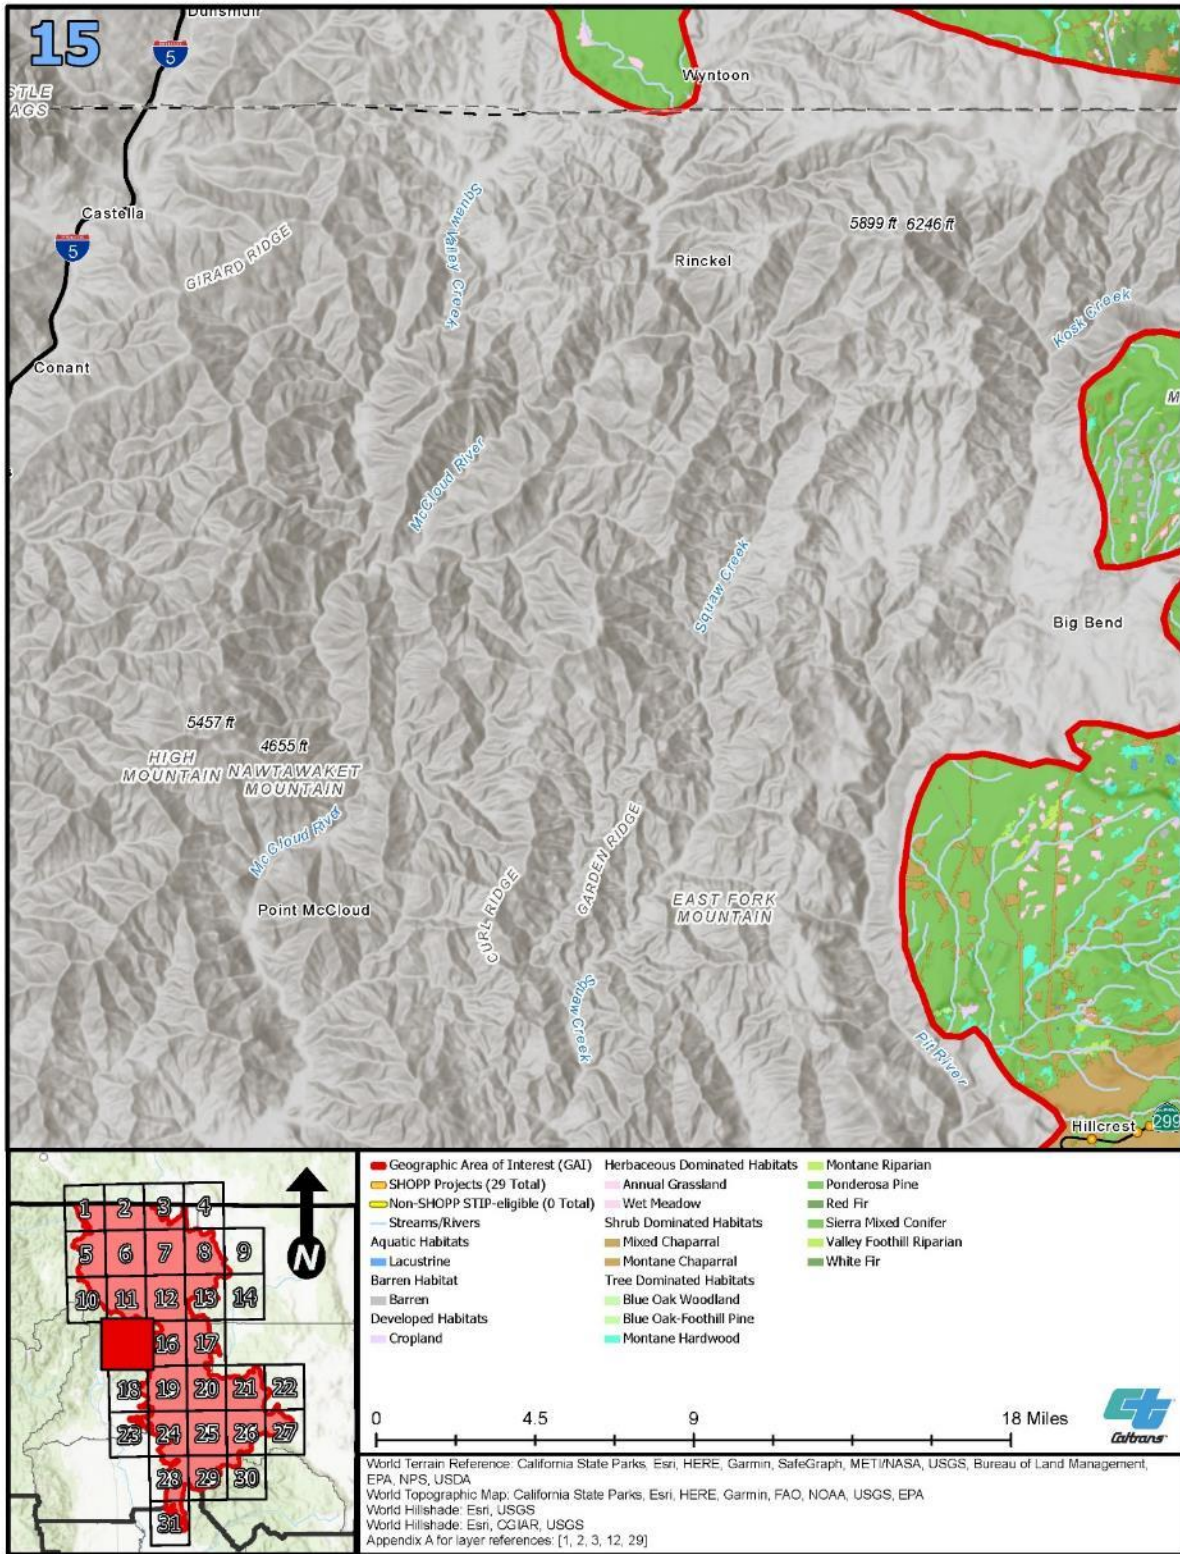 15
Dunsmuir
5
Wyntoon
Castella
5
GIRARD RIDGE
Squaw Valley Creek
5899 ft 6246 ft
Rinckel
Kosk Creek
Conant
M
McCloud River
Squaw Creek
Big Bend
5457 ft
4655 ft
HIGH
MOUNTAIN
NAWTAWAKET
MOUNTAIN
McCloud River
Point McCloud
CURL RIDGE
GARDEN RIDGE
EAST FORK
MOUNTAIN
Squaw Creek
Pit River
Hillcrest
299
1 2 3 4
5 6 7 8 9
10 11 12 13 14
16 17
18 19 20 21 22
23 24 25 26 27
28 29 30
31
N
Geographic Area of Interest (GAI)
SHOPP Projects (29 Total)
Non-SHOPP STIP-eligible (0 Total)
Streams/Rivers
Aquatic Habitats
Lacustrine
Barren Habitat
Barren
Developed Habitats
Cropland
Herbaceous Dominated Habitats
Annual Grassland
Wet Meadow
Shrub Dominated Habitats
Mixed Chaparral
Montane Chaparral
Tree Dominated Habitats
Blue Oak Woodland
Blue Oak-Foothill Pine
Montane Hardwood
Montane Riparian
Ponderosa Pine
Red Fir
Sierra Mixed Conifer
Valley Foothill Riparian
White Fir
0 4.5 9 18 Miles
Caltrans
World Terrain Reference: California State Parks, Esri, HERE, Garmin, SafeGraph, METI/NASA, USGS, Bureau of Land Management,
EPA, NPS, USDA
World Topographic Map: California State Parks, Esri, HERE, Garmin, FAO, NOAA, USGS, EPA
World Hillshade: Esri, USGS
World Hillshade: Esri, CGIAR, USGS
Appendix A for layer references: [1, 2, 3, 12, 29]